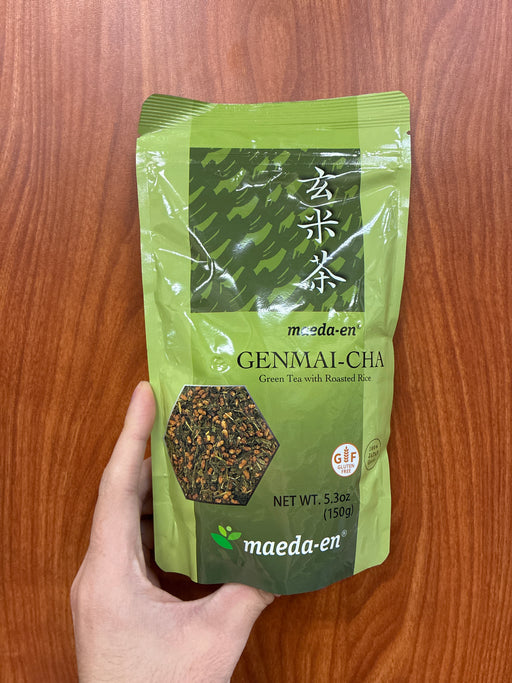 玄米茶
maeda-en®
GENMAI-CHA
Green Tea with Roasted Rice
GF
GLUTEN
FREE
NET WT. 5.3oz
(150g)
maeda-en®